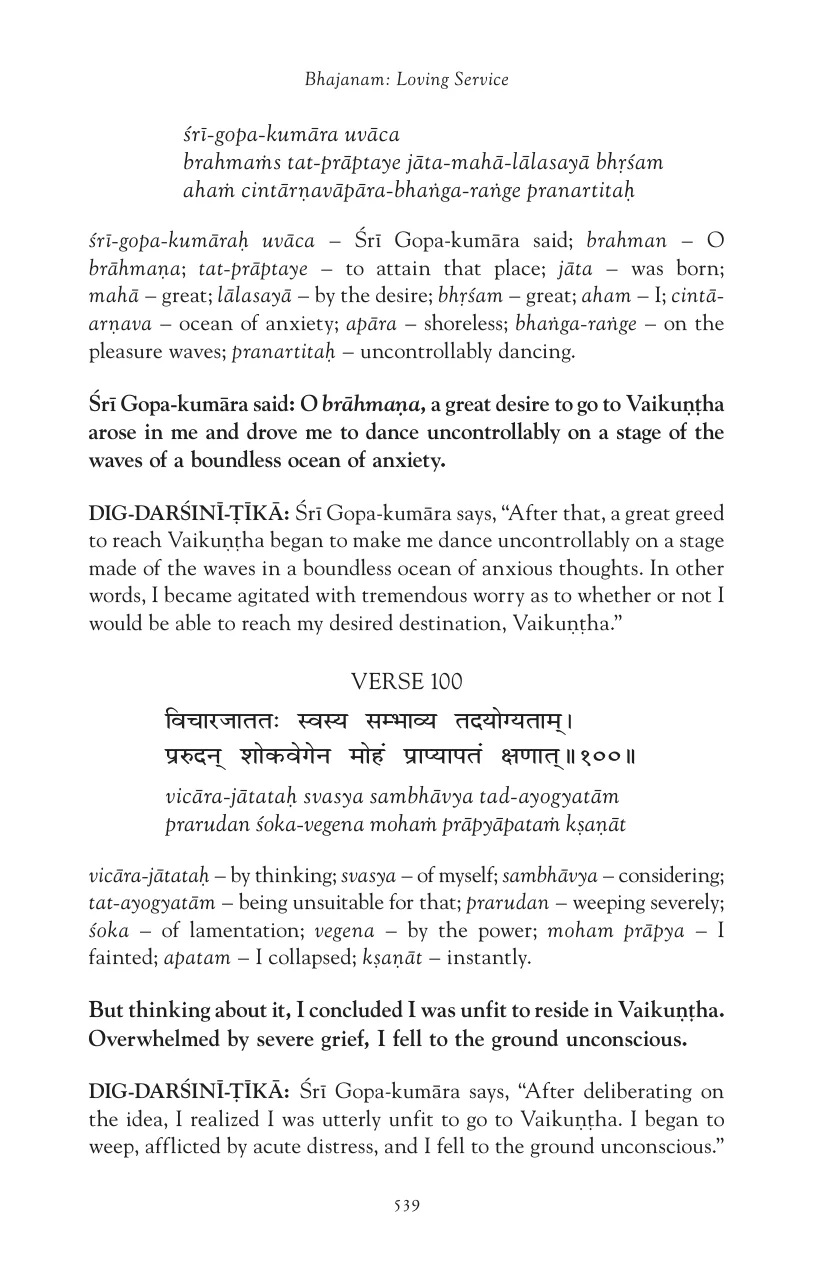 Bhajanam: Loving Service
śrī-gopa-kumāra uvāca
brahmaṁs tat-prāptaye jāta-mahā-lālasayā bhṛśam
ahaṁ cintārṇavāpāra-bhaṅga-raṅge pranartitaḥ
śrī-gopa-kumāraḥ uvāca – Śrī Gopa-kumāra said; brahman – O
brāhmaṇa; tat-prāptaye – to attain that place; jāta – was born;
mahā – great; lālasayā – by the desire; bhṛśam – great; aham – I; cintā-
arṇava – ocean of anxiety; apāra – shoreless; bhaṅga-raṅge – on the
pleasure waves; pranartitaḥ – uncontrollably dancing.
Śrī Gopa-kumāra said: O brāhmaṇa, a great desire to go to Vaikuṇṭha
arose in me and drove me to dance uncontrollably on a stage of the
waves of a boundless ocean of anxiety.
DIG-DARŚINĪ-ṬĪKĀ: Śrī Gopa-kumāra says, “After that, a great greed
to reach Vaikuṇṭha began to make me dance uncontrollably on a stage
made of the waves in a boundless ocean of anxious thoughts. In other
words, I became agitated with tremendous worry as to whether or not I
would be able to reach my desired destination, Vaikuṇṭha.”
VERSE 100
विचारजाततः स्वस्य सम्भाव्य तदयोग्यताम्।
प्ररुदन् शोकवेगेन मोहं प्राप्यापतं क्षणात्॥१००॥
vicāra-jātataḥ svasya sambhāvya tad-ayogyatām
prarudan śoka-vegena mohaṁ prāpyāpataṁ kṣaṇāt
vicāra-jātataḥ – by thinking; svasya – of myself; sambhāvya – considering;
tat-ayogyatām – being unsuitable for that; prarudan – weeping severely;
śoka – of lamentation; vegena – by the power; moham prāpya – I
fainted; apatam – I collapsed; kṣaṇāt – instantly.
But thinking about it, I concluded I was unfit to reside in Vaikuṇṭha.
Overwhelmed by severe grief, I fell to the ground unconscious.
DIG-DARŚINĪ-ṬĪKĀ: Śrī Gopa-kumāra says, “After deliberating on
the idea, I realized I was utterly unfit to go to Vaikuṇṭha. I began to
weep, afflicted by acute distress, and I fell to the ground unconscious.”
539